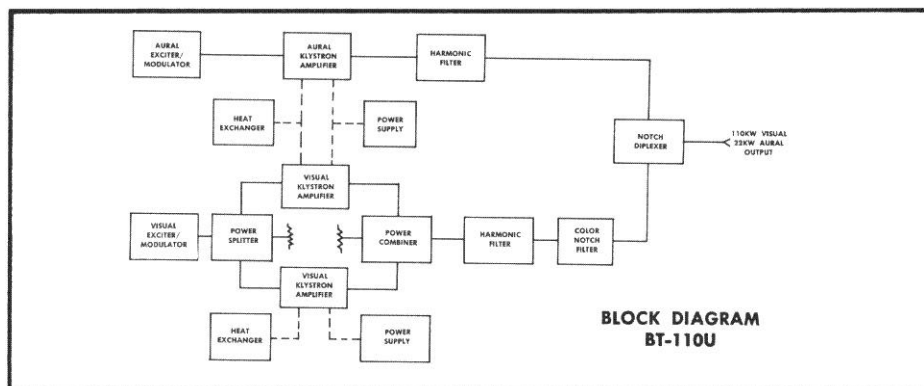 AURAL
EXCITER/
MODULATOR
AURAL
KLYSTRON
AMPLIFIER
HARMONIC
FILTER
HEAT
EXCHANGER
POWER
SUPPLY
NOTCH
DIPLEXER
110KW VISUAL
22KW AURAL
OUTPUT
VISUAL
KLYSTRON
AMPLIFIER
VISUAL
EXCITER/
MODULATOR
POWER
SPLITTER
POWER
COMBINER
HARMONIC
FILTER
COLOR
NOTCH
FILTER
VISUAL
KLYSTRON
AMPLIFIER
HEAT
EXCHANGER
POWER
SUPPLY
BLOCK DIAGRAM
BT-110U